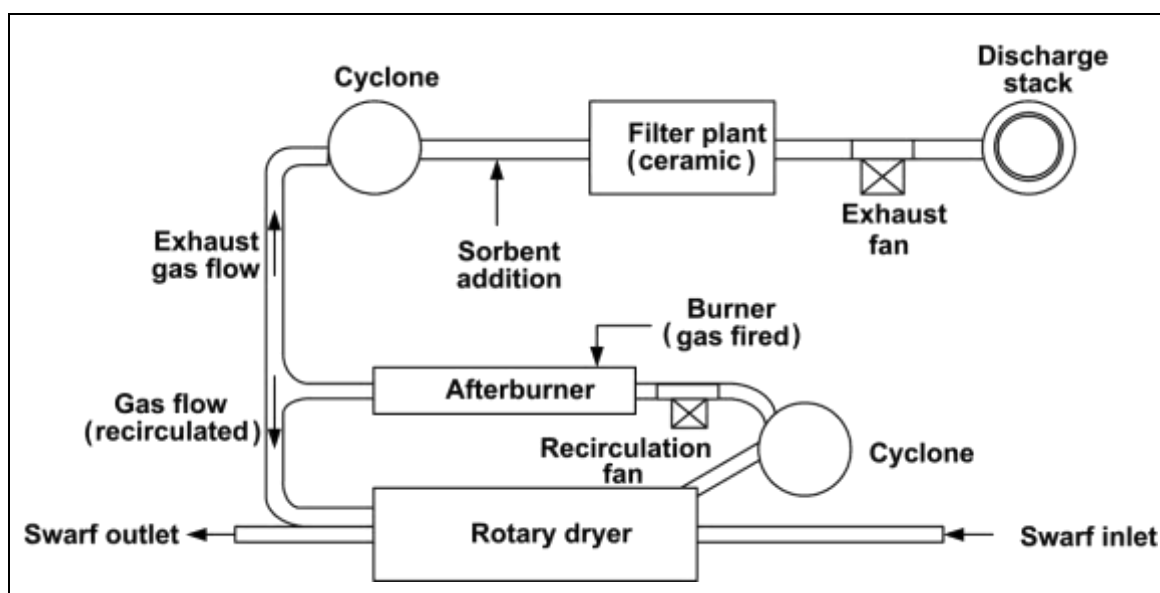 Cyclone
Discharge
stack
Filter plant
(ceramic)
Exhaust
fan
Exhaust
gas flow
Sorbent
addition
Burner
(gas fired)
Afterburner
Gas flow
(recirculated)
Recirculation
fan
Cyclone
Swarf outlet
Rotary dryer
Swarf inlet